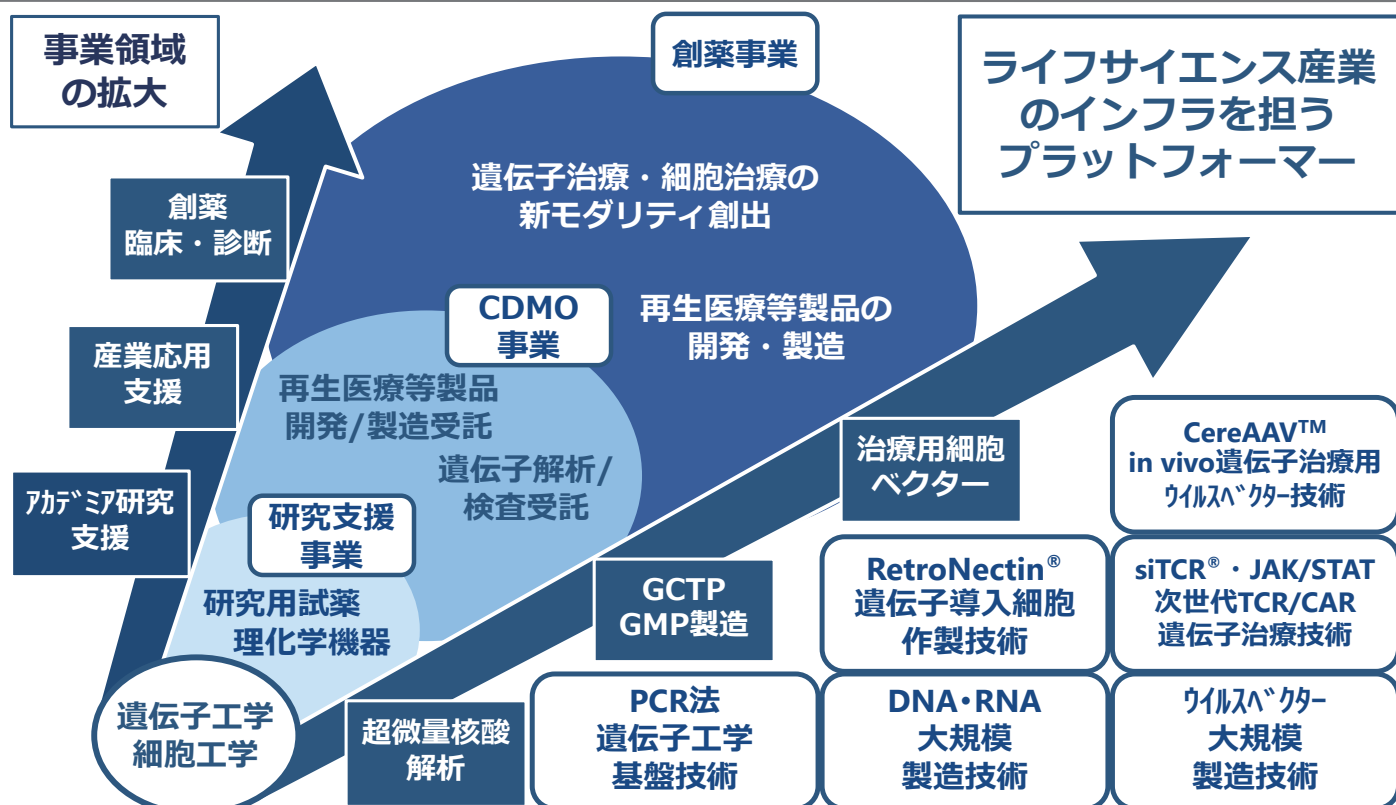 事業領域
の拡大
創薬事業
ライフサイエンス産業
のインフラを担う
プラットフォーマー
遺伝子治療・細胞治療の
新モダリティ創出
創薬
臨床・診断
CDMO
事業
再生医療等製品の
開発・製造
産業応用
支援
再生医療等製品
開発/製造受託
遺伝子解析/
検査受託
治療用細胞
ベクター
CereAAV™
in vivo遺伝子治療用
ｳｲﾙｽﾍﾞｸﾀｰ技術
ｱｶﾃﾞﾐｱ研究
支援
研究支援
事業
研究用試薬
理化学機器
GCTP
GMP製造
RetroNectin®
遺伝子導入細胞
作製技術
siTCR®・JAK/STAT
次世代TCR/CAR
遺伝子治療技術
遺伝子工学
細胞工学
超微量核酸
解析
PCR法
遺伝子工学
基盤技術
DNA・RNA
大規模
製造技術
ｳｲﾙｽﾍﾞｸﾀｰ
大規模
製造技術